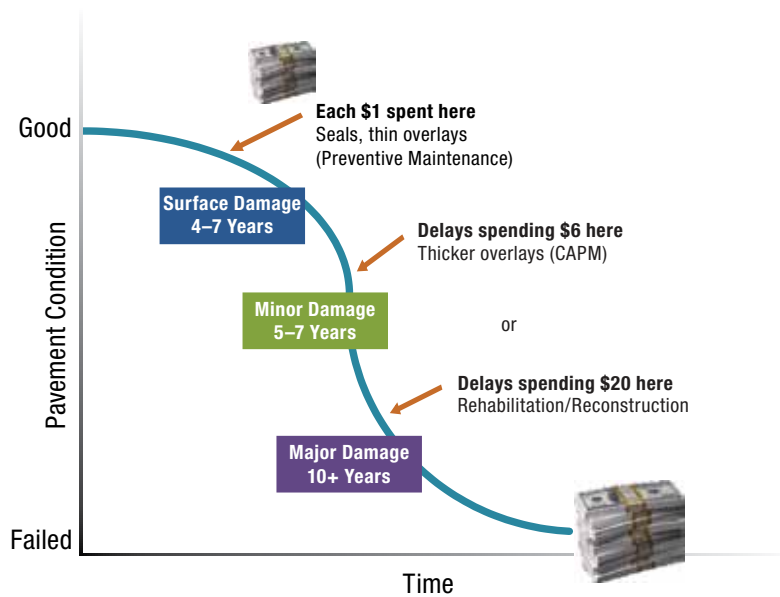 Each $1 spent here
Seals, thin overlays
(Preventive Maintenance)
Good
Surface Damage
4–7 Years
Delays spending $6 here
Thicker overlays (CAPM)
Pavement Condition
Minor Damage
5–7 Years
or
Delays spending $20 here
Rehabilitation/Reconstruction
Major Damage
10+ Years
Failed
Time